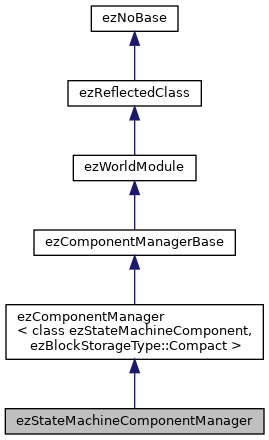 ezNoBase
ezReflectedClass
ezWorldModule
ezComponentManagerBase
ezComponentManager
< class ezStateMachineComponent,
ezBlockStorageType::Compact >
ezStateMachineComponentManager